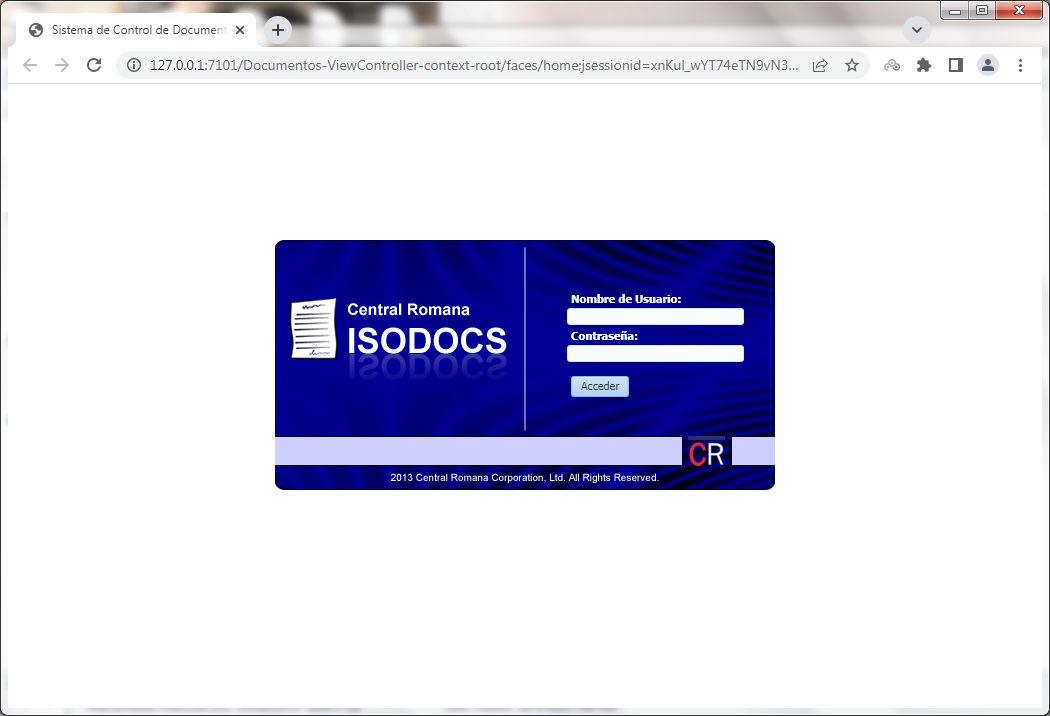 Sistema de Control de Document
127.0.0.1:7101/Documentos-ViewController-context-root/faces/home;jsessionid=xnKul_wYT74eTN9vN3...
Central Romana
ISODOCS
Nombre de Usuario:
Contraseña:
Acceder
CR
2013 Central Romana Corporation, Ltd. All Rights Reserved.